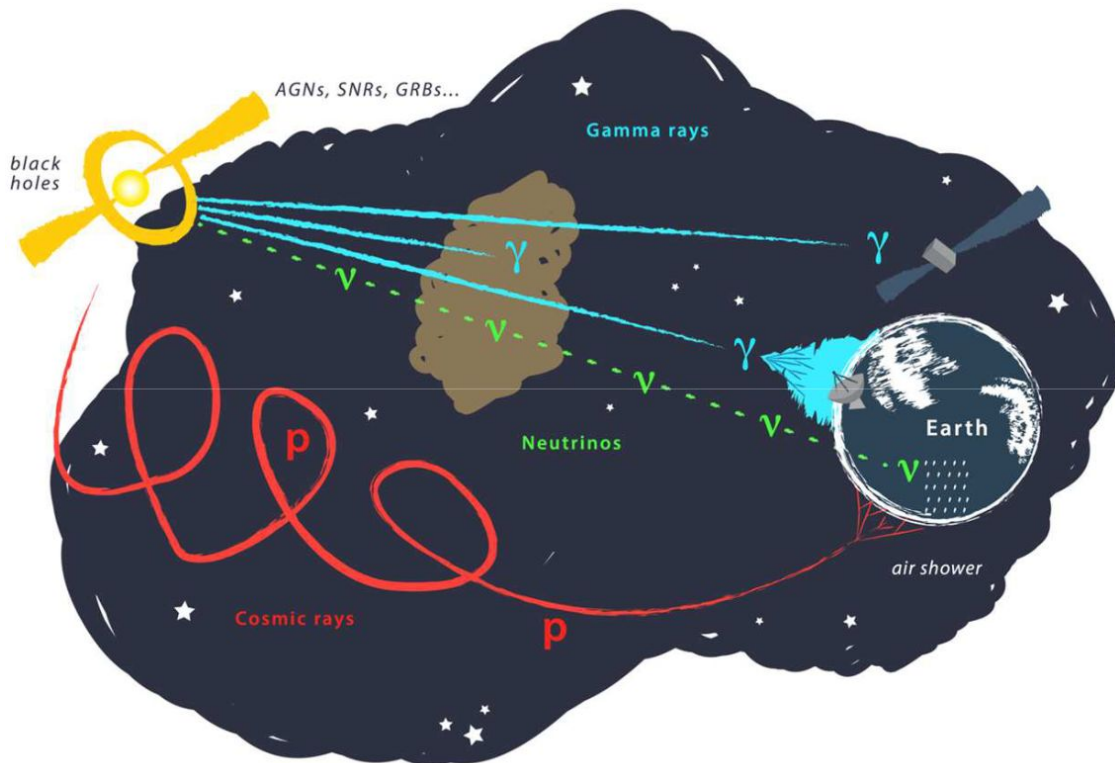 AGNs, SNRs, GRBs...
Gamma rays
black
holes
γ
γ
ν
ν
γ
ν
ν
Earth
p
Neutrinos
ν
air shower
Cosmic rays
p